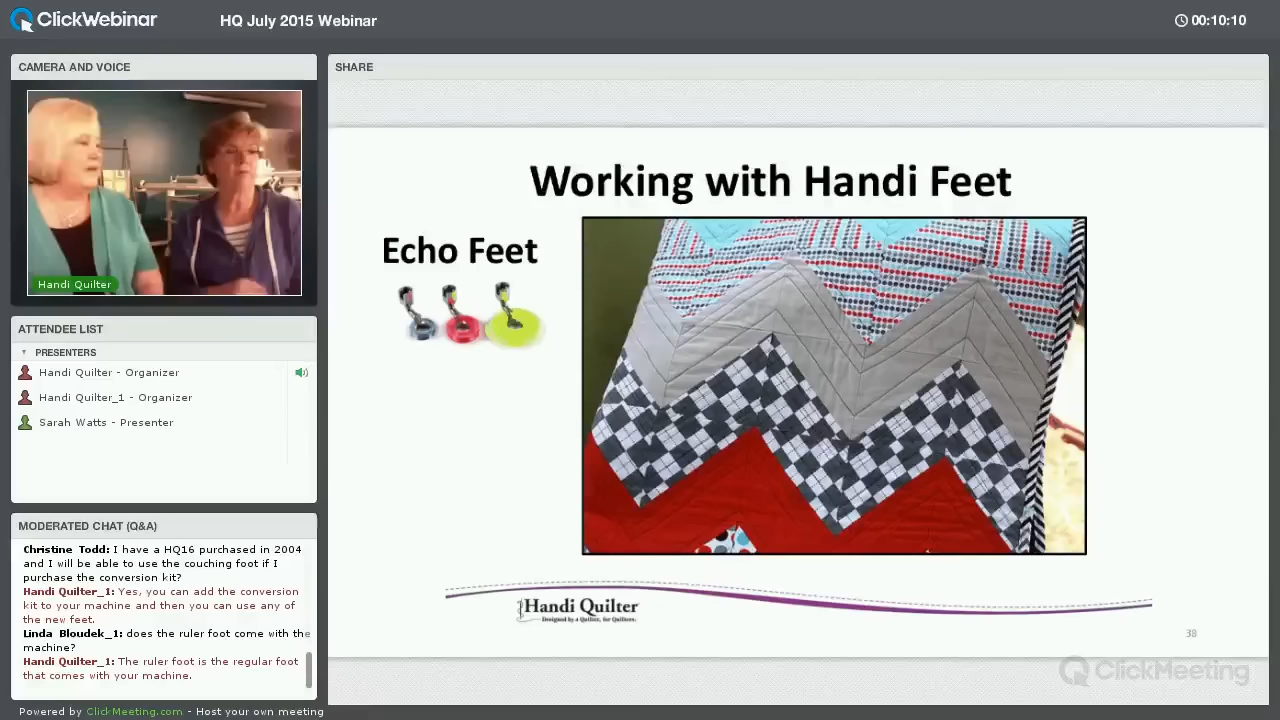 ClickWebinar
HQ July 2015 Webinar
00:10:10
CAMERA AND VOICE
Handi Quilter
ATTENDEE LIST
PRESENTERS
Handi Quilter - Organizer
Handi Quilter_1 - Organizer
Sarah Watts - Presenter
MODERATED CHAT (Q&A)
Christine Todd: I have a HQ16 purchased in 2004
and I will be able to use the couching foot if I
purchase the conversion kit?
Handi Quilter_1: Yes, you can add the conversion
kit to your machine and then you can use any of
the new feet.
Linda Bloudek_1: does the ruler foot come with the
machine?
Handi Quilter_1: The ruler foot is the regular foot
that comes with your machine.
Powered by ClickMeeting.com - Host your own meeting
SHARE
Working with Handi Feet
Echo Feet
Handi Quilter
Designed by a Quilter, for Quilters.
38
ClickMeeting